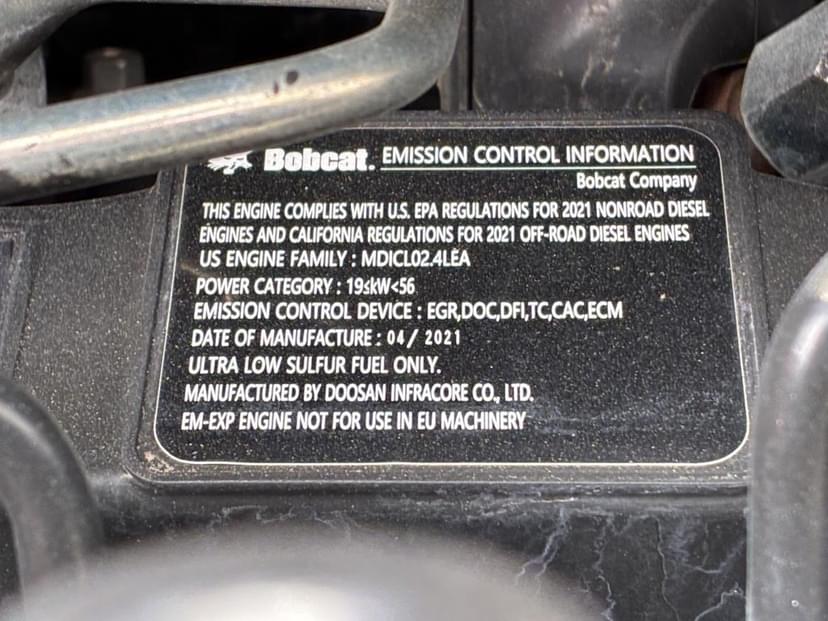 Bobcat. EMISSION CONTROL INFORMATION
Bobcat Company
THIS ENGINE COMPLIES WITH U.S. EPA REGULATIONS FOR 2021 NONROAD DIESEL
ENGINES AND CALIFORNIA REGULATIONS FOR 2021 OFF-ROAD DIESEL ENGINES
US ENGINE FAMILY : MDICL02.4LEA
POWER CATEGORY : 19≤kW<56
EMISSION CONTROL DEVICE : EGR,DOC,DFI,TC,CAC,ECM
DATE OF MANUFACTURE : 04/ 2021
ULTRA LOW SULFUR FUEL ONLY.
MANUFACTURED BY DOOSAN INFRACORE CO., LTD.
EM-EXP ENGINE NOT FOR USE IN EU MACHINERY